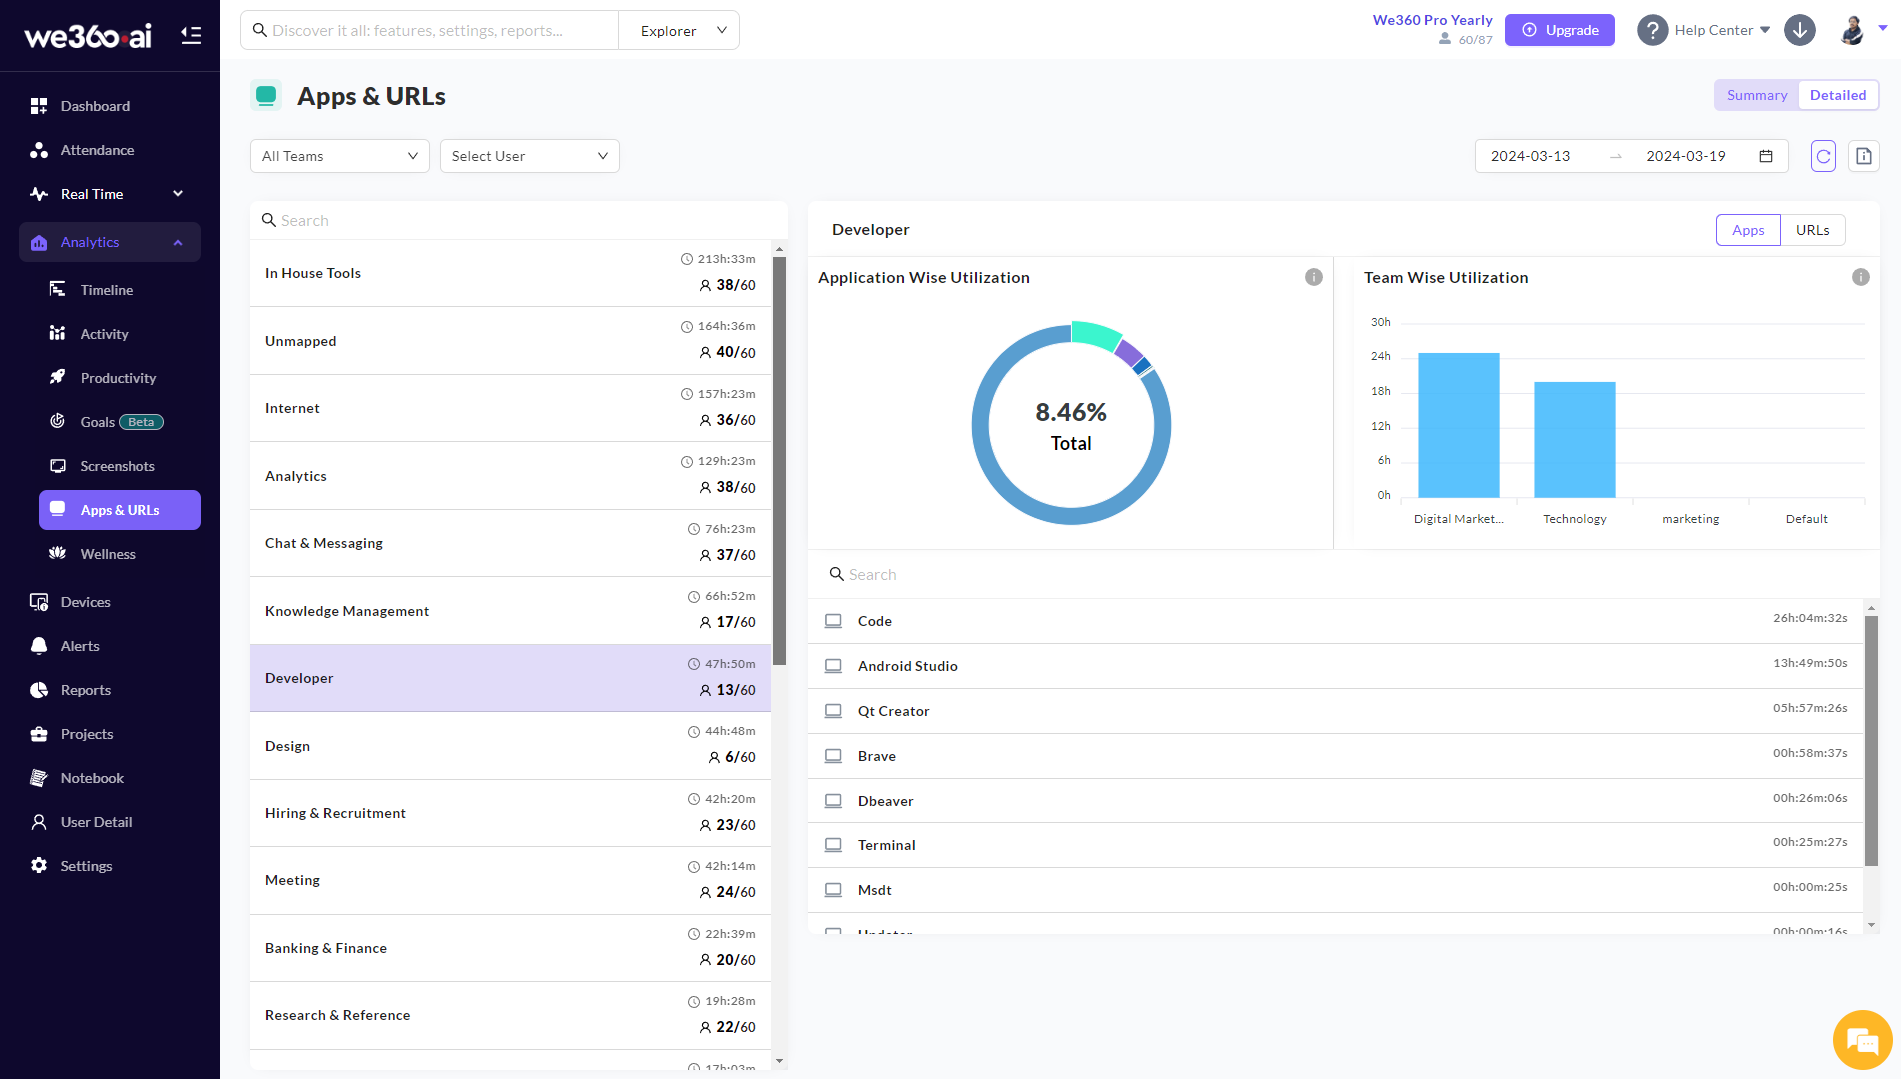 we360.ai
Discover it all: features, settings, reports...
Explorer
We360 Pro Yearly
60/87
Upgrade
? Help Center
Dashboard
Attendance
Real Time
Analytics
Timeline
Activity
Productivity
Goals Beta
Screenshots
Apps & URLs
Wellness
Devices
Alerts
Reports
Projects
Notebook
User Detail
Settings
Apps & URLs
Summary
Detailed
All Teams
Select User
2024-03-13
2024-03-19
Search
In House Tools
213h:33m
38/60
Unmapped
164h:36m
40/60
Internet
157h:23m
36/60
Analytics
129h:23m
38/60
Chat & Messaging
76h:23m
37/60
Knowledge Management
66h:52m
17/60
Developer
47h:50m
13/60
Design
44h:48m
6/60
Hiring & Recruitment
42h:20m
23/60
Meeting
42h:14m
24/60
Banking & Finance
22h:39m
20/60
Research & Reference
19h:28m
22/60
17h:03m
Developer
Apps
URLs
Application Wise Utilization
8.46%
Total
Team Wise Utilization
30h
24h
18h
12h
6h
0h
Digital Market...
Technology
marketing
Default
Search
Code
26h:04m:32s
Android Studio
13h:49m:50s
Qt Creator
05h:57m:26s
Brave
00h:58m:37s
Dbeaver
00h:26m:06s
Terminal
00h:25m:27s
Msdt
00h:00m:25s
Updater
00h:00m:16s